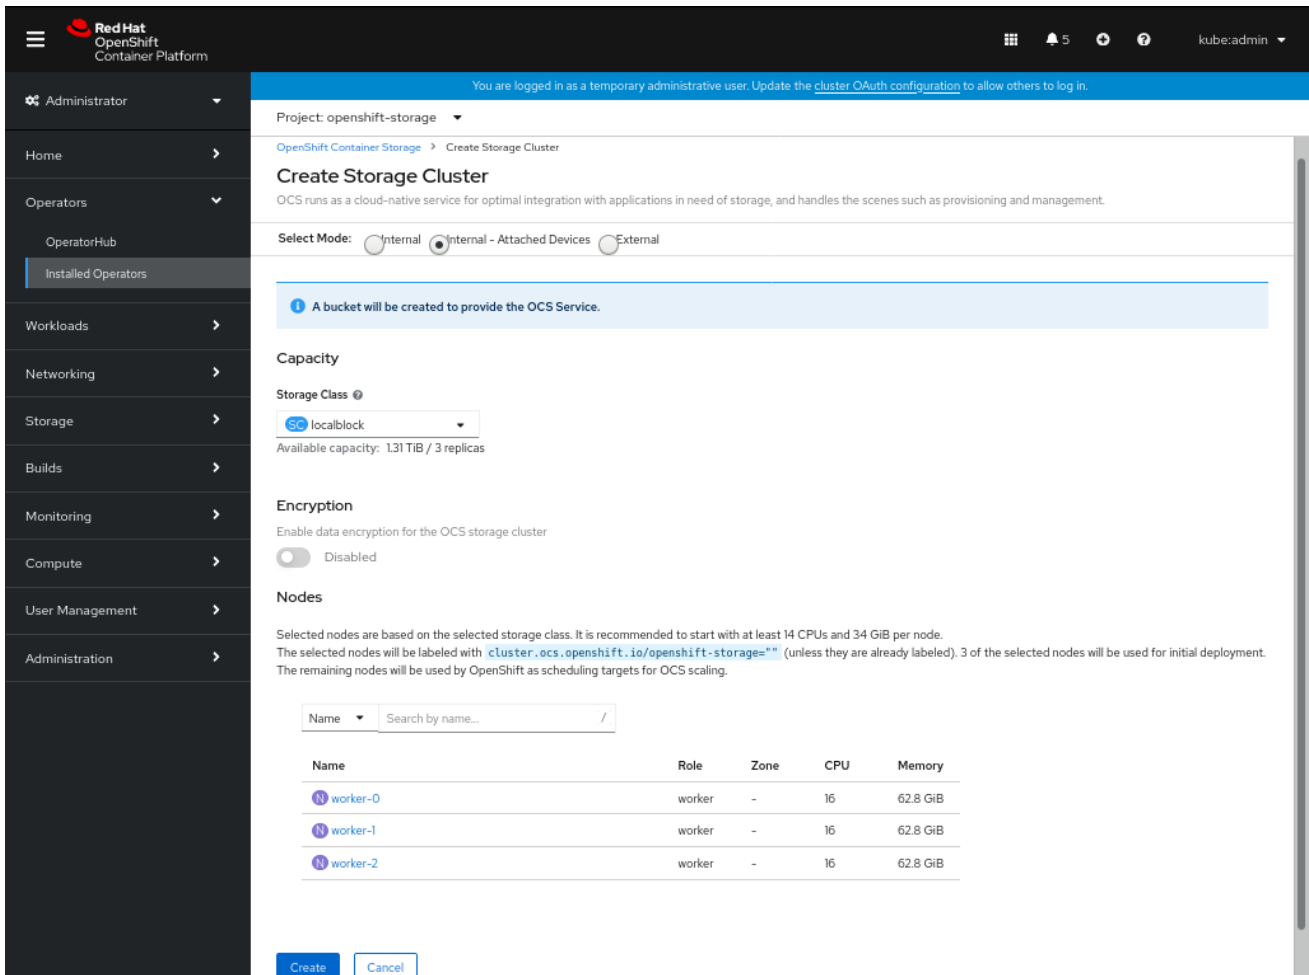 Red Hat
OpenShift
Container Platform
5
kube:admin
Administrator
You are logged in as a temporary administrative user. Update the cluster OAuth configuration to allow others to log in.
Project: openshift-storage
Home
Operators
OperatorHub
Installed Operators
Workloads
Networking
Storage
Builds
Monitoring
Compute
User Management
Administration
OpenShift Container Storage > Create Storage Cluster
Create Storage Cluster
OCS runs as a cloud-native service for optimal integration with applications in need of storage, and handles the scenes such as provisioning and management.
Select Mode: Internal Internal - Attached Devices External
A bucket will be created to provide the OCS Service.
Capacity
Storage Class
SC localblock
Available capacity: 1.31 TiB / 3 replicas
Encryption
Enable data encryption for the OCS storage cluster
Disabled
Nodes
Selected nodes are based on the selected storage class. It is recommended to start with at least 14 CPUs and 34 GiB per node.
The selected nodes will be labeled with cluster.ocs.openshift.io/openshift-storage="" (unless they are already labeled). 3 of the selected nodes will be used for initial deployment.
The remaining nodes will be used by OpenShift as scheduling targets for OCS scaling.
Name Search by name... /
Name Role Zone CPU Memory
N worker-0 worker - 16 62.8 GiB
N worker-1 worker - 16 62.8 GiB
N worker-2 worker - 16 62.8 GiB
Create Cancel